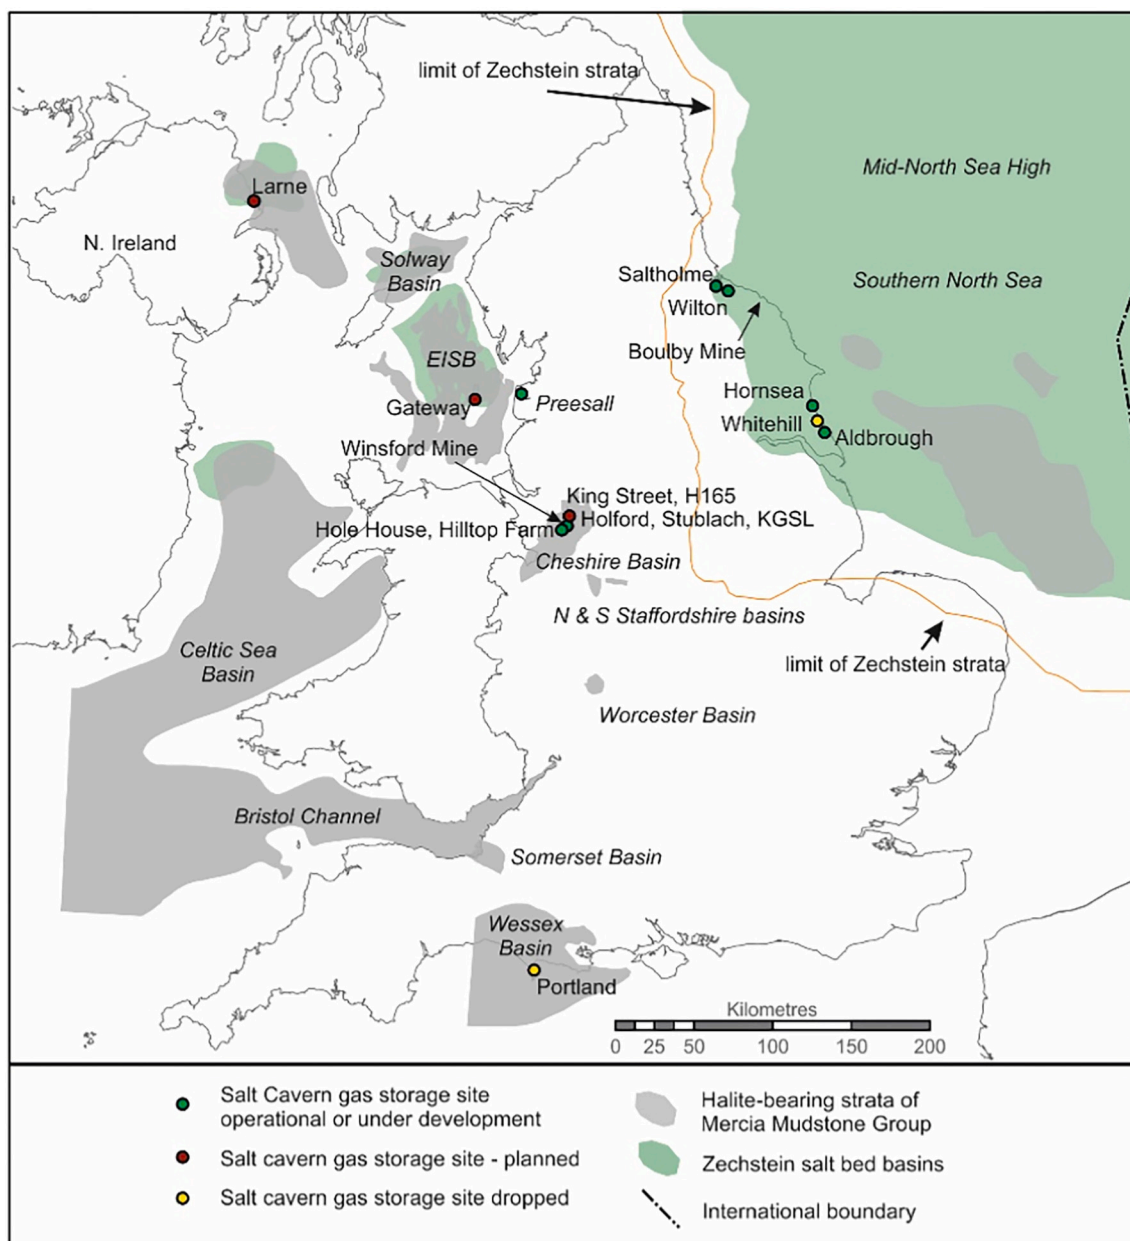 limit of Zechstein strata
Mid-North Sea High
Larne
N. Ireland
Solway
Basin
Saltholme
Southern North Sea
Wilton
Boulby Mine
EISB
Hornsea
Gateway
Preesall
Whitehill
Aldbrough
Winsford Mine
King Street, H165
Holford, Stublach, KGSL
Hole House, Hilltop Farm
Cheshire Basin
N & S Staffordshire basins
Celtic Sea
Basin
limit of Zechstein strata
Worcester Basin
Bristol Channel
Somerset Basin
Wessex
Basin
Portland
Kilometres
0 25 50 100 150 200
Salt Cavern gas storage site
operational or under development
Salt cavern gas storage site - planned
Salt cavern gas storage site dropped
Halite-bearing strata of
Mercia Mudstone Group
Zechstein salt bed basins
International boundary